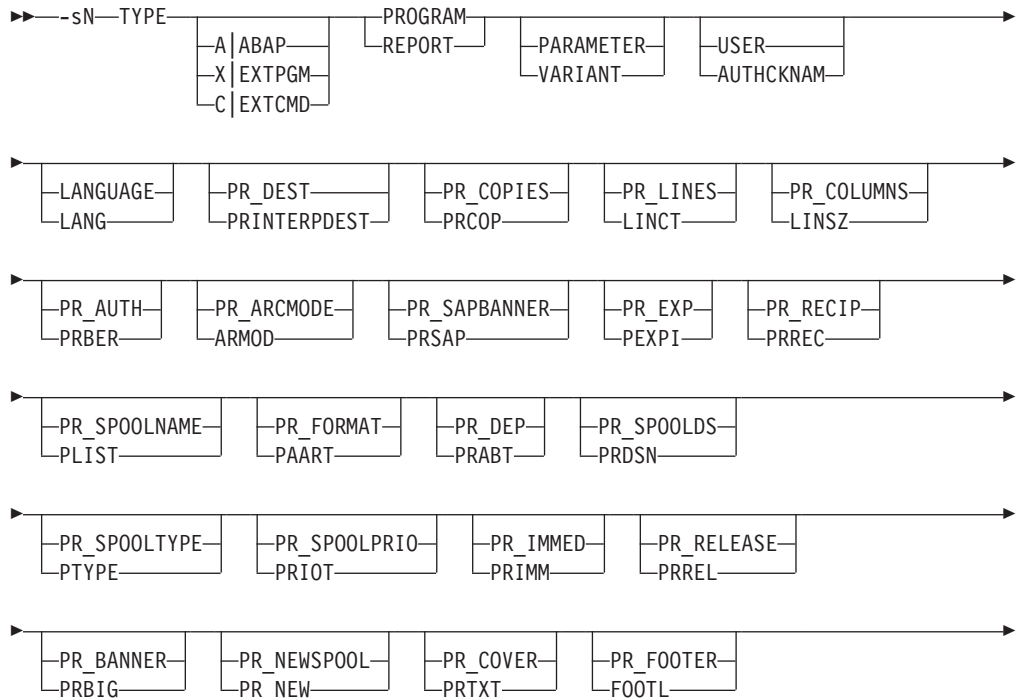 -sN TYPE PROGRAM
A|ABAP REPORT PARAMETER USER
X|EXTPGM VARIANT AUTHCKNAM
C|EXTCMD
LANGUAGE PR_DEST PR_COPIES PR_LINES PR_COLUMNS
LANG PRINTERPDEST PRCOP LINCT LINSZ
PR_AUTH PR_ARCMODE PR_SAPBANNER PR_EXP PR_RECIP
PRBER ARMOD PRSAP PEXPI PRREC
PR_SPOOLNAME PR_FORMAT PR_DEP PR_SPOOLDS
PLIST PAART PRABT PRDSN
PR_SPOOLTYPE PR_SPOOLPRIO PR_IMMED PR_RELEASE
PTYPE PRIOT PRIMM PRREL
PR_BANNER PR_NEWSPOOL PR_COVER PR_FOOTER
PRBIG PR_NEW PRTXT FOOTL